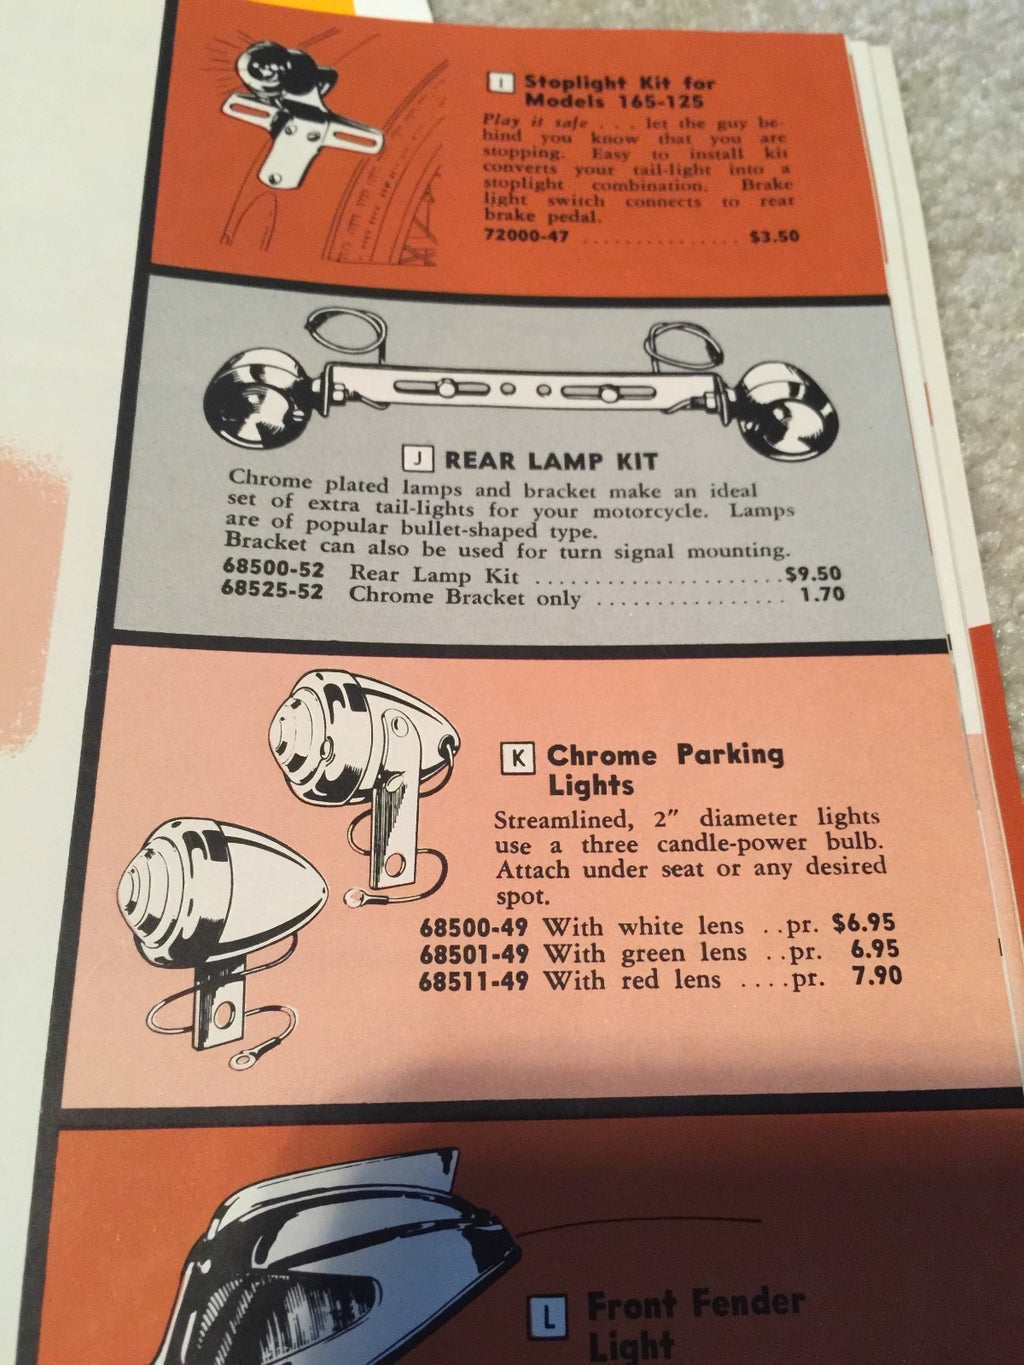 I Stoplight Kit for
Models 165-125
Play it safe . . . let the guy be-
hind you know that you are
stopping. Easy to install kit
converts your tail-light into a
stoplight combination. Brake
light switch connects to rear
brake pedal.
72000-47 ................ $3.50
J REAR LAMP KIT
Chrome plated lamps and bracket make an ideal
set of extra tail-lights for your motorcycle. Lamps
are of popular bullet-shaped type.
Bracket can also be used for turn signal mounting.
68500-52 Rear Lamp Kit ......................$9.50
68525-52 Chrome Bracket only ................. 1.70
K Chrome Parking
Lights
Streamlined, 2" diameter lights
use a three candle-power bulb.
Attach under seat or any desired
spot.
68500-49 With white lens ..pr. $6.95
68501-49 With green lens ..pr. 6.95
68511-49 With red lens ....pr. 7.90
L Front Fender
Light